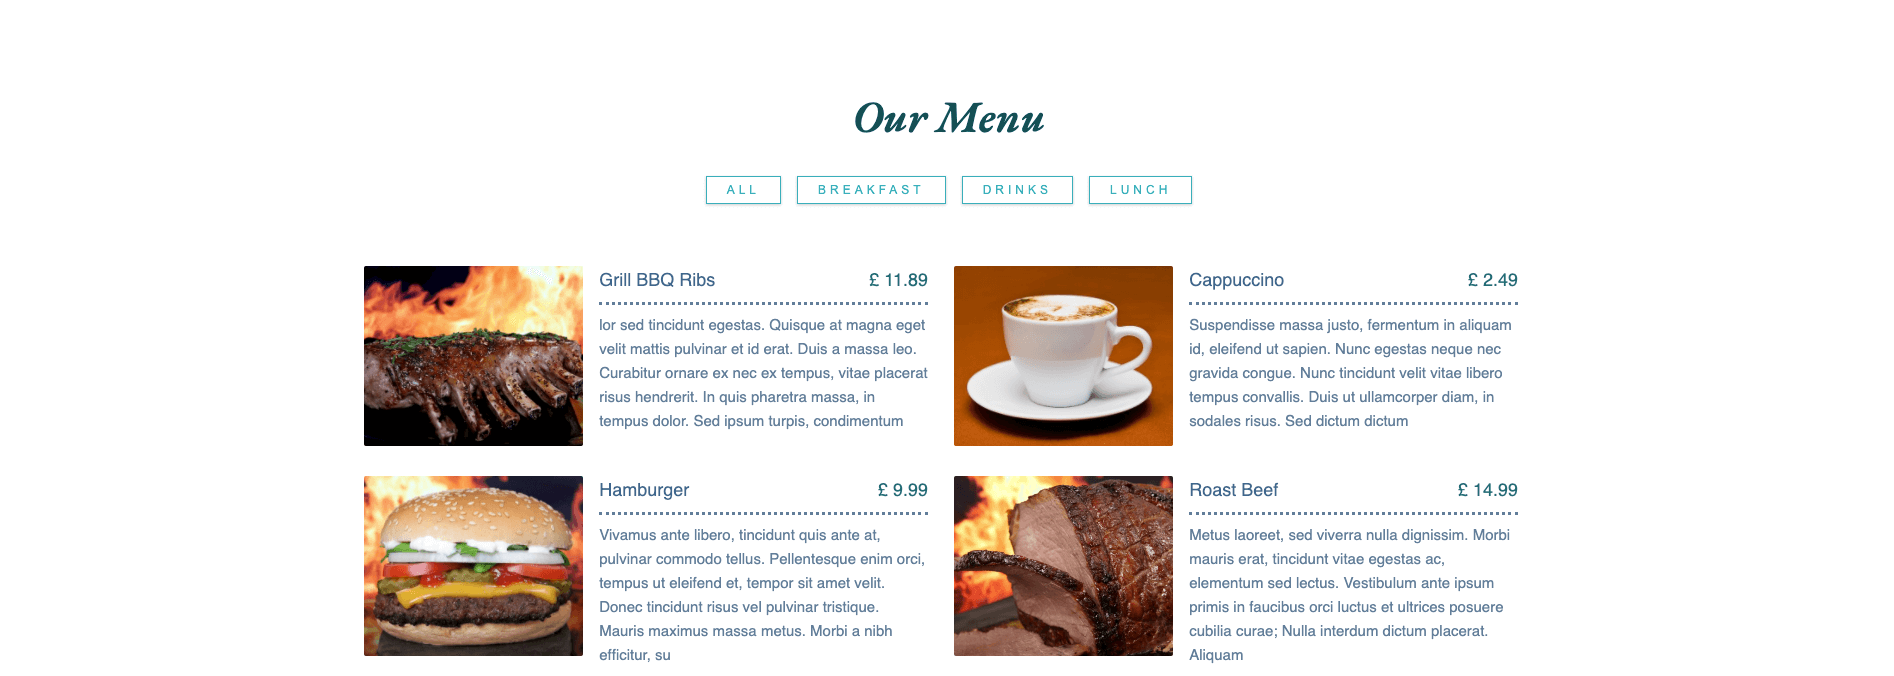 Our Menu
ALL
BREAKFAST
DRINKS
LUNCH
Grill BBQ Ribs £ 11.89
lor sed tincidunt egestas. Quisque at magna eget
velit mattis pulvinar et id erat. Duis a massa leo.
Curabitur ornare ex nec ex tempus, vitae placerat
risus hendrerit. In quis pharetra massa, in
tempus dolor. Sed ipsum turpis, condimentum
Cappuccino £ 2.49
Suspendisse massa justo, fermentum in aliquam
id, eleifend ut sapien. Nunc egestas neque nec
gravida congue. Nunc tincidunt velit vitae libero
tempus convallis. Duis ut ullamcorper diam, in
sodales risus. Sed dictum dictum
Hamburger £ 9.99
Vivamus ante libero, tincidunt quis ante at,
pulvinar commodo tellus. Pellentesque enim orci,
tempus ut eleifend et, tempor sit amet velit.
Donec tincidunt risus vel pulvinar tristique.
Mauris maximus massa metus. Morbi a nibh
efficitur, su
Roast Beef £ 14.99
Metus laoreet, sed viverra nulla dignissim. Morbi
mauris erat, tincidunt vitae egestas ac,
elementum sed lectus. Vestibulum ante ipsum
primis in faucibus orci luctus et ultrices posuere
cubilia curae; Nulla interdum dictum placerat.
Aliquam